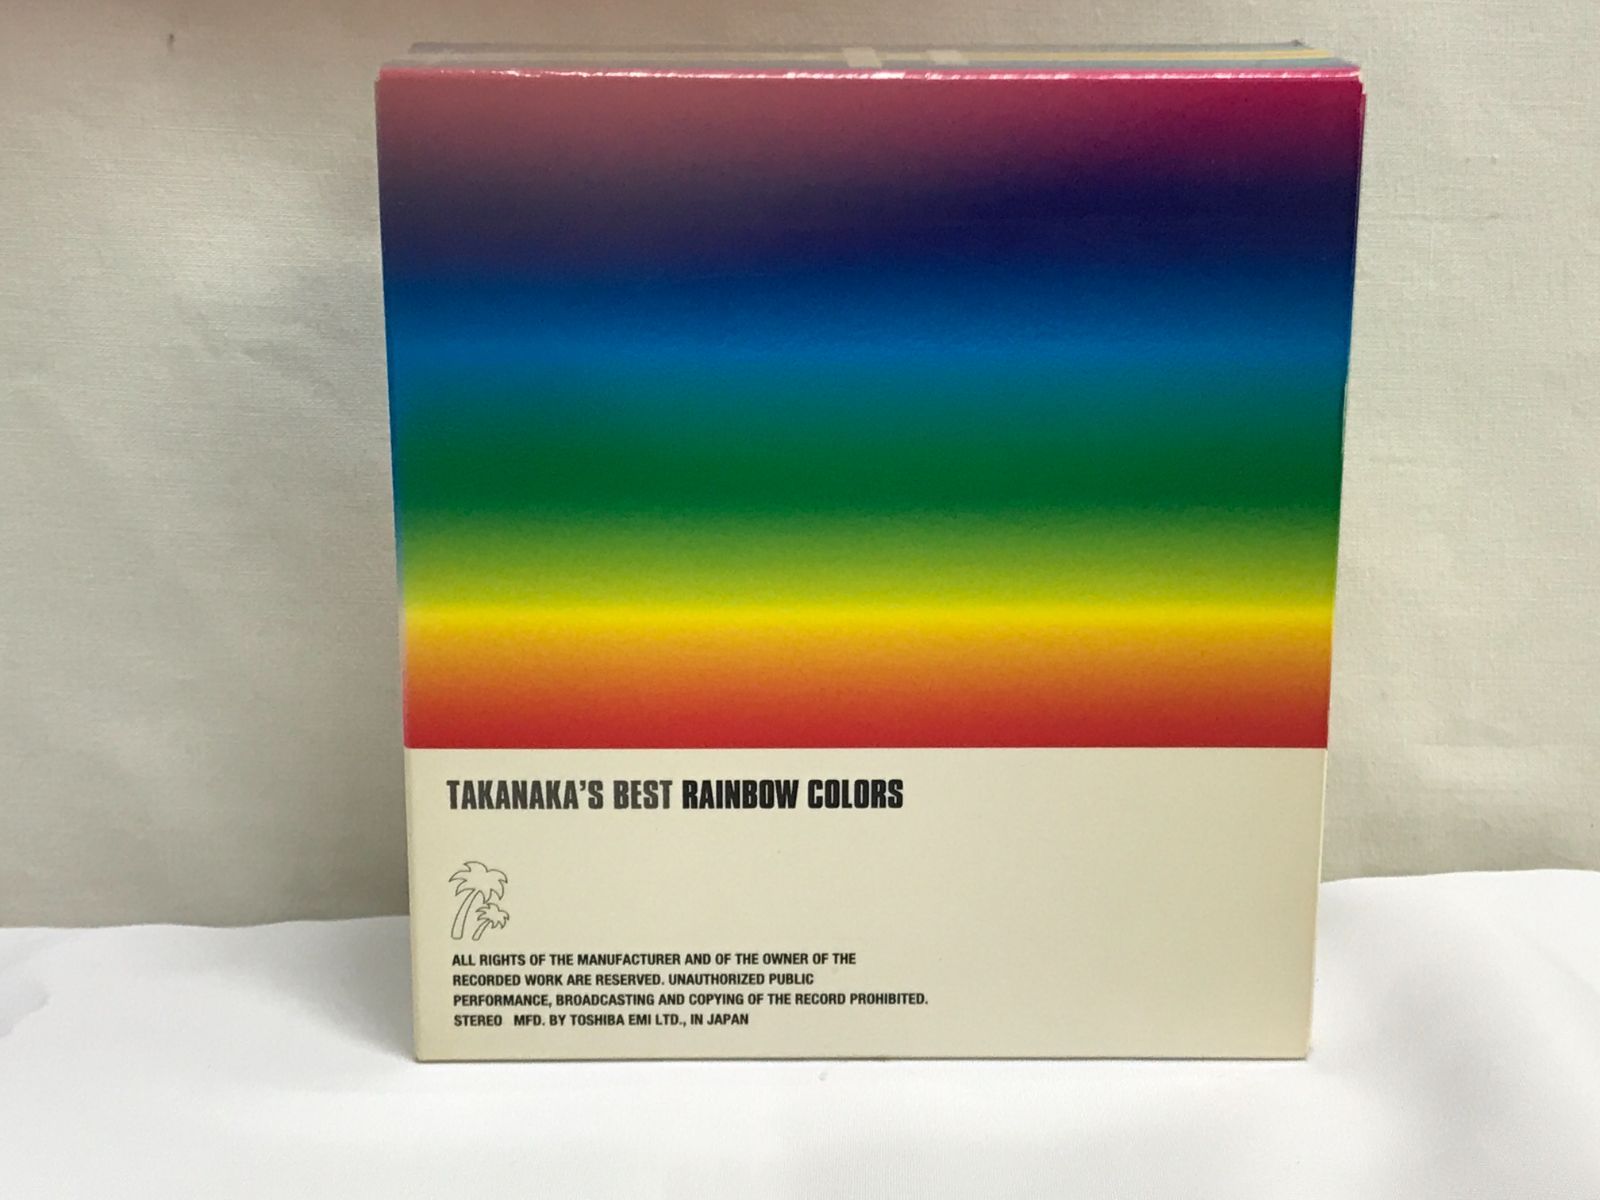 TAKANAKA'S BEST RAINBOW COLORS
ALL RIGHTS OF THE MANUFACTURER AND OF THE OWNER OF THE
RECORDED WORK ARE RESERVED. UNAUTHORIZED PUBLIC
PERFORMANCE, BROADCASTING AND COPYING OF THE RECORD PROHIBITED.
STEREO MFD. BY TOSHIBA EMI LTD., IN JAPAN